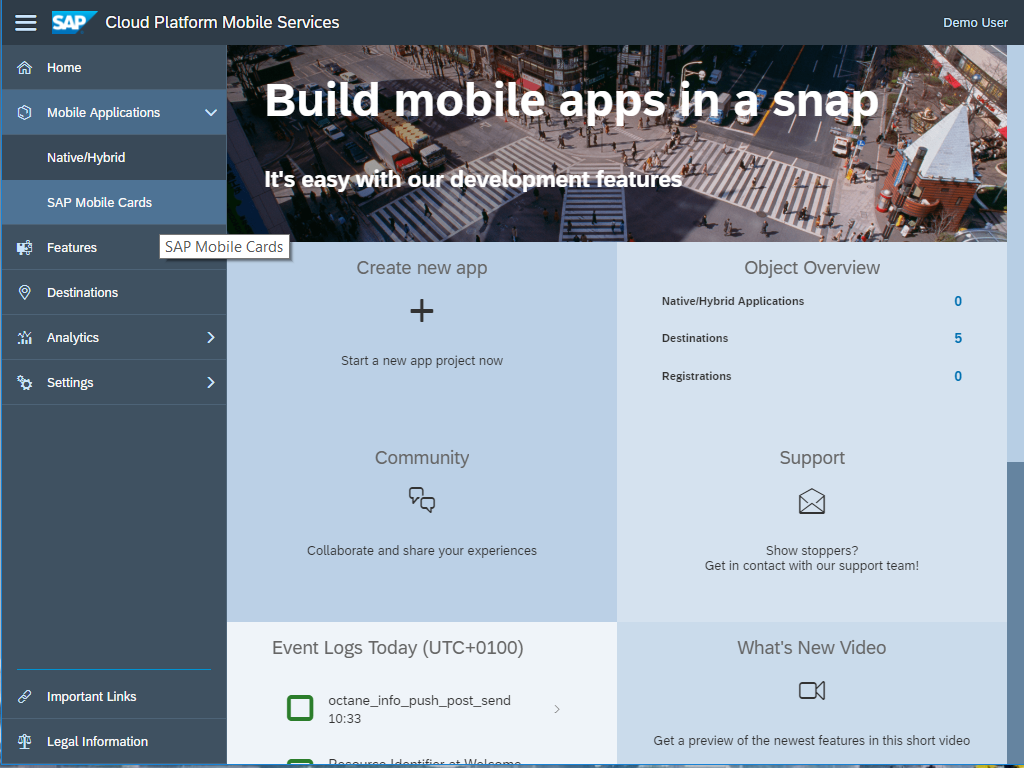 SAP Cloud Platform Mobile Services
Demo User
Home
Mobile Applications
Native/Hybrid
SAP Mobile Cards
Features
SAP Mobile Cards
Destinations
Analytics
Settings
Important Links
Legal Information
Build mobile apps in a snap
It's easy with our development features
Create new app
Start a new app project now
Object Overview
Native/Hybrid Applications 0
Destinations 5
Registrations 0
Community
Collaborate and share your experiences
Support
Show stoppers?
Get in contact with our support team!
Event Logs Today (UTC+0100)
octane_info_push_post_send
10:33
Resource Identifier at Welcome
What's New Video
Get a preview of the newest features in this short video